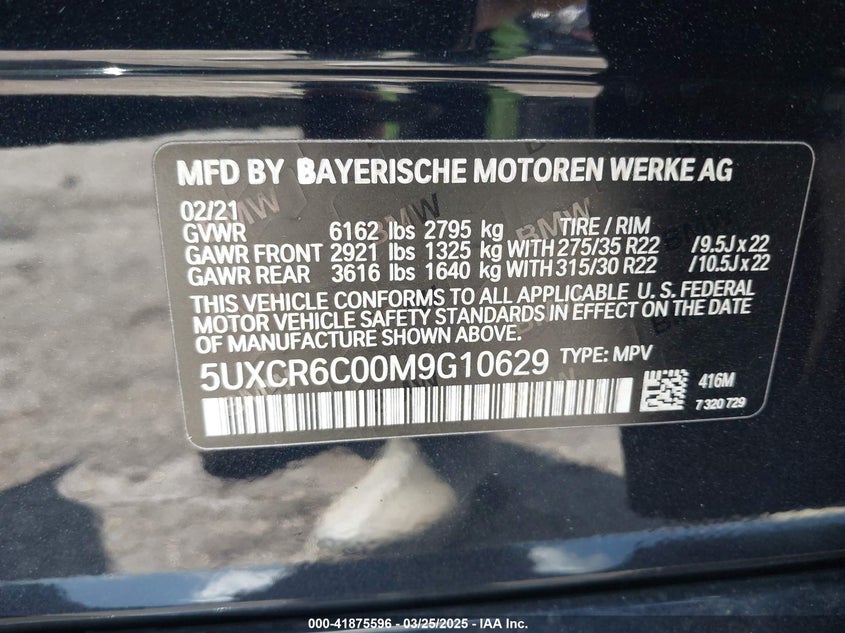 MFD BY BAYERISCHE MOTOREN WERKE AG
02/21
GVWR 6162 lbs 2795 kg TIRE / RIM
GAWR FRONT 2921 lbs 1325 kg WITH 275/35 R22 /9.5J x 22
GAWR REAR 3616 lbs 1640 kg WITH 315/30 R22 /10.5J x 22
THIS VEHICLE CONFORMS TO ALL APPLICABLE U. S. FEDERAL
MOTOR VEHICLE SAFETY STANDARDS IN EFFECT ON THE DATE
OF MANUFACTURE SHOWN ABOVE.
5UXCR6C00M9G10629 TYPE: MPV
416M
7 320 729
000-41875596 - 03/25/2025 - IAA Inc.